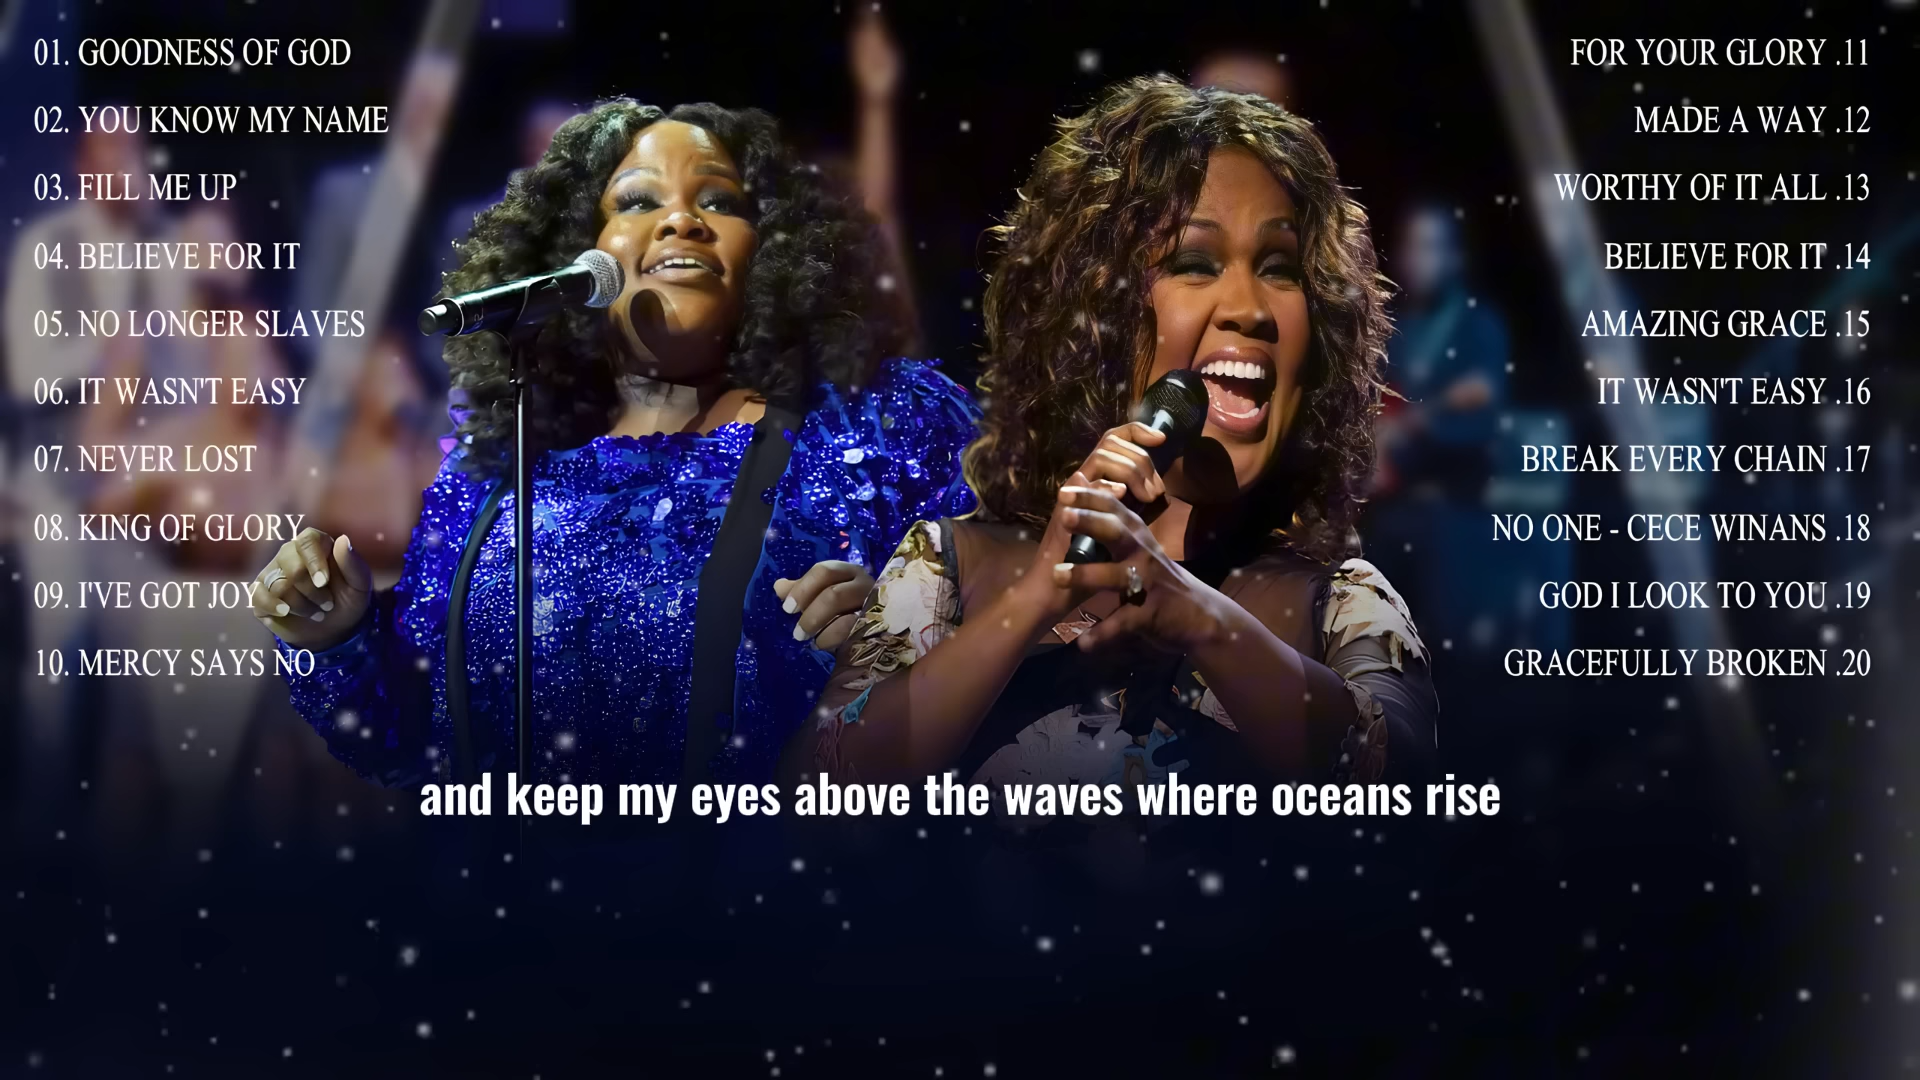 01. GOODNESS OF GOD
02. YOU KNOW MY NAME
03. FILL ME UP
04. BELIEVE FOR IT
05. NO LONGER SLAVES
06. IT WASN'T EASY
07. NEVER LOST
08. KING OF GLORY
09. I'VE GOT JOY
10. MERCY SAYS NO
FOR YOUR GLORY .11
MADE A WAY .12
WORTHY OF IT ALL .13
BELIEVE FOR IT .14
AMAZING GRACE .15
IT WASN'T EASY .16
BREAK EVERY CHAIN .17
NO ONE - CECE WINANS .18
GOD I LOOK TO YOU .19
GRACEFULLY BROKEN .20
and keep my eyes above the waves where oceans rise